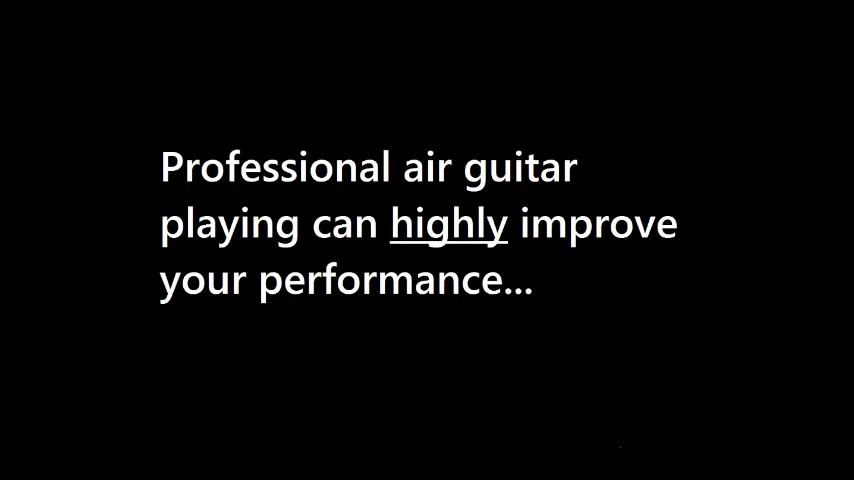 Professional air guitar
playing can highly improve
your performance...